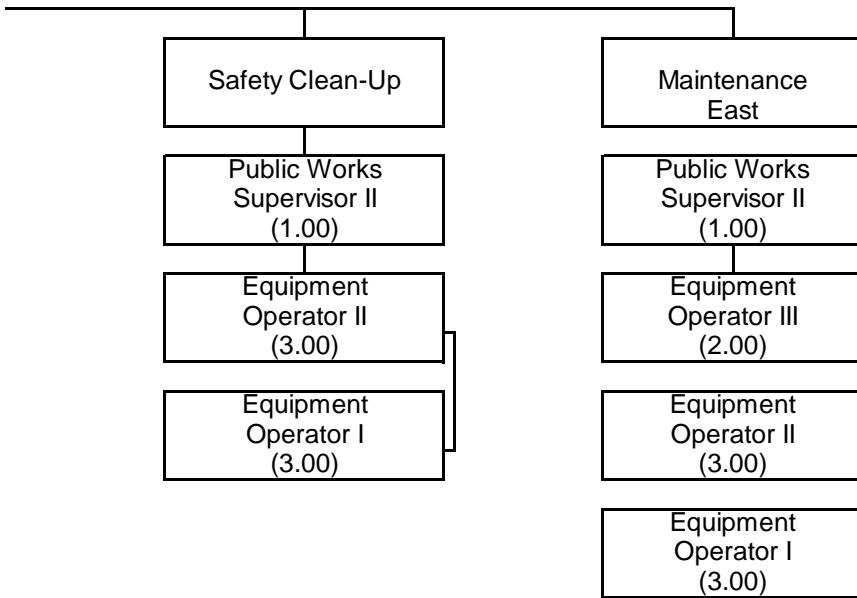 Safety Clean-Up
Public Works
Supervisor II
(1.00)
Equipment
Operator II
(3.00)
Equipment
Operator I
(3.00)
Maintenance
East
Public Works
Supervisor II
(1.00)
Equipment
Operator III
(2.00)
Equipment
Operator II
(3.00)
Equipment
Operator I
(3.00)